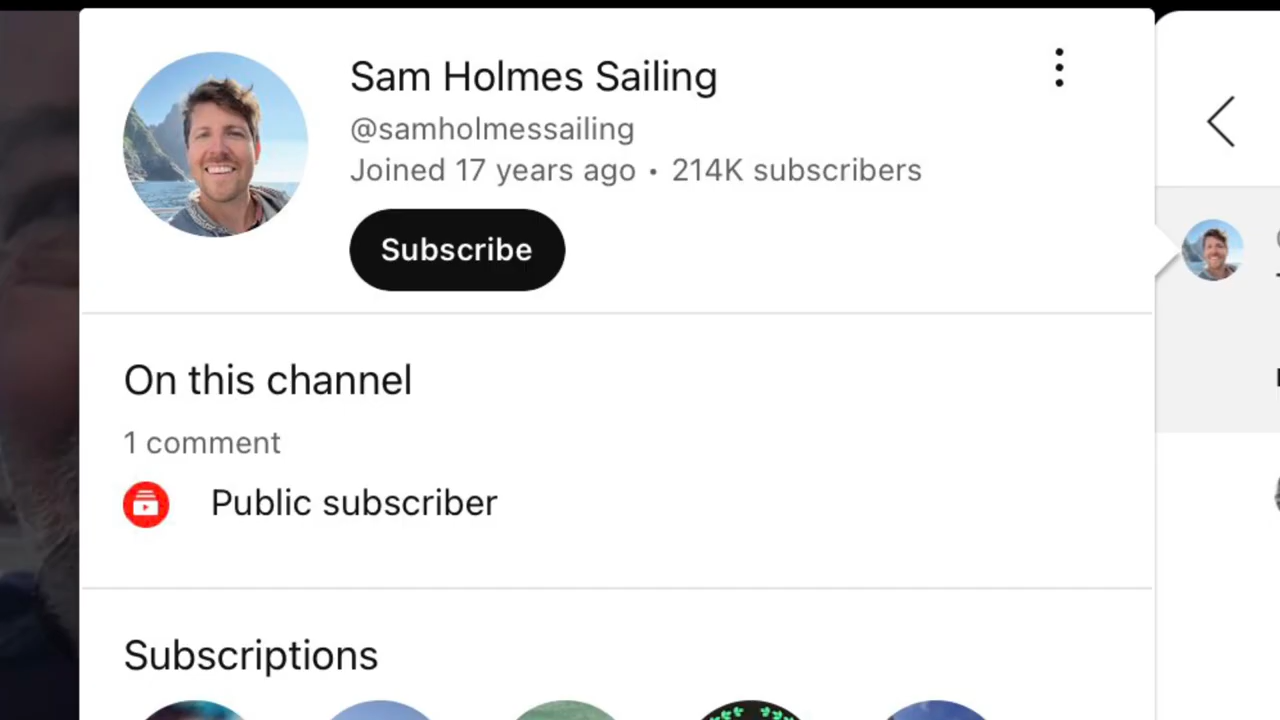 Sam Holmes Sailing
@samholmessailing
Joined 17 years ago • 214K subscribers
Subscribe
On this channel
1 comment
Public subscriber
Subscriptions